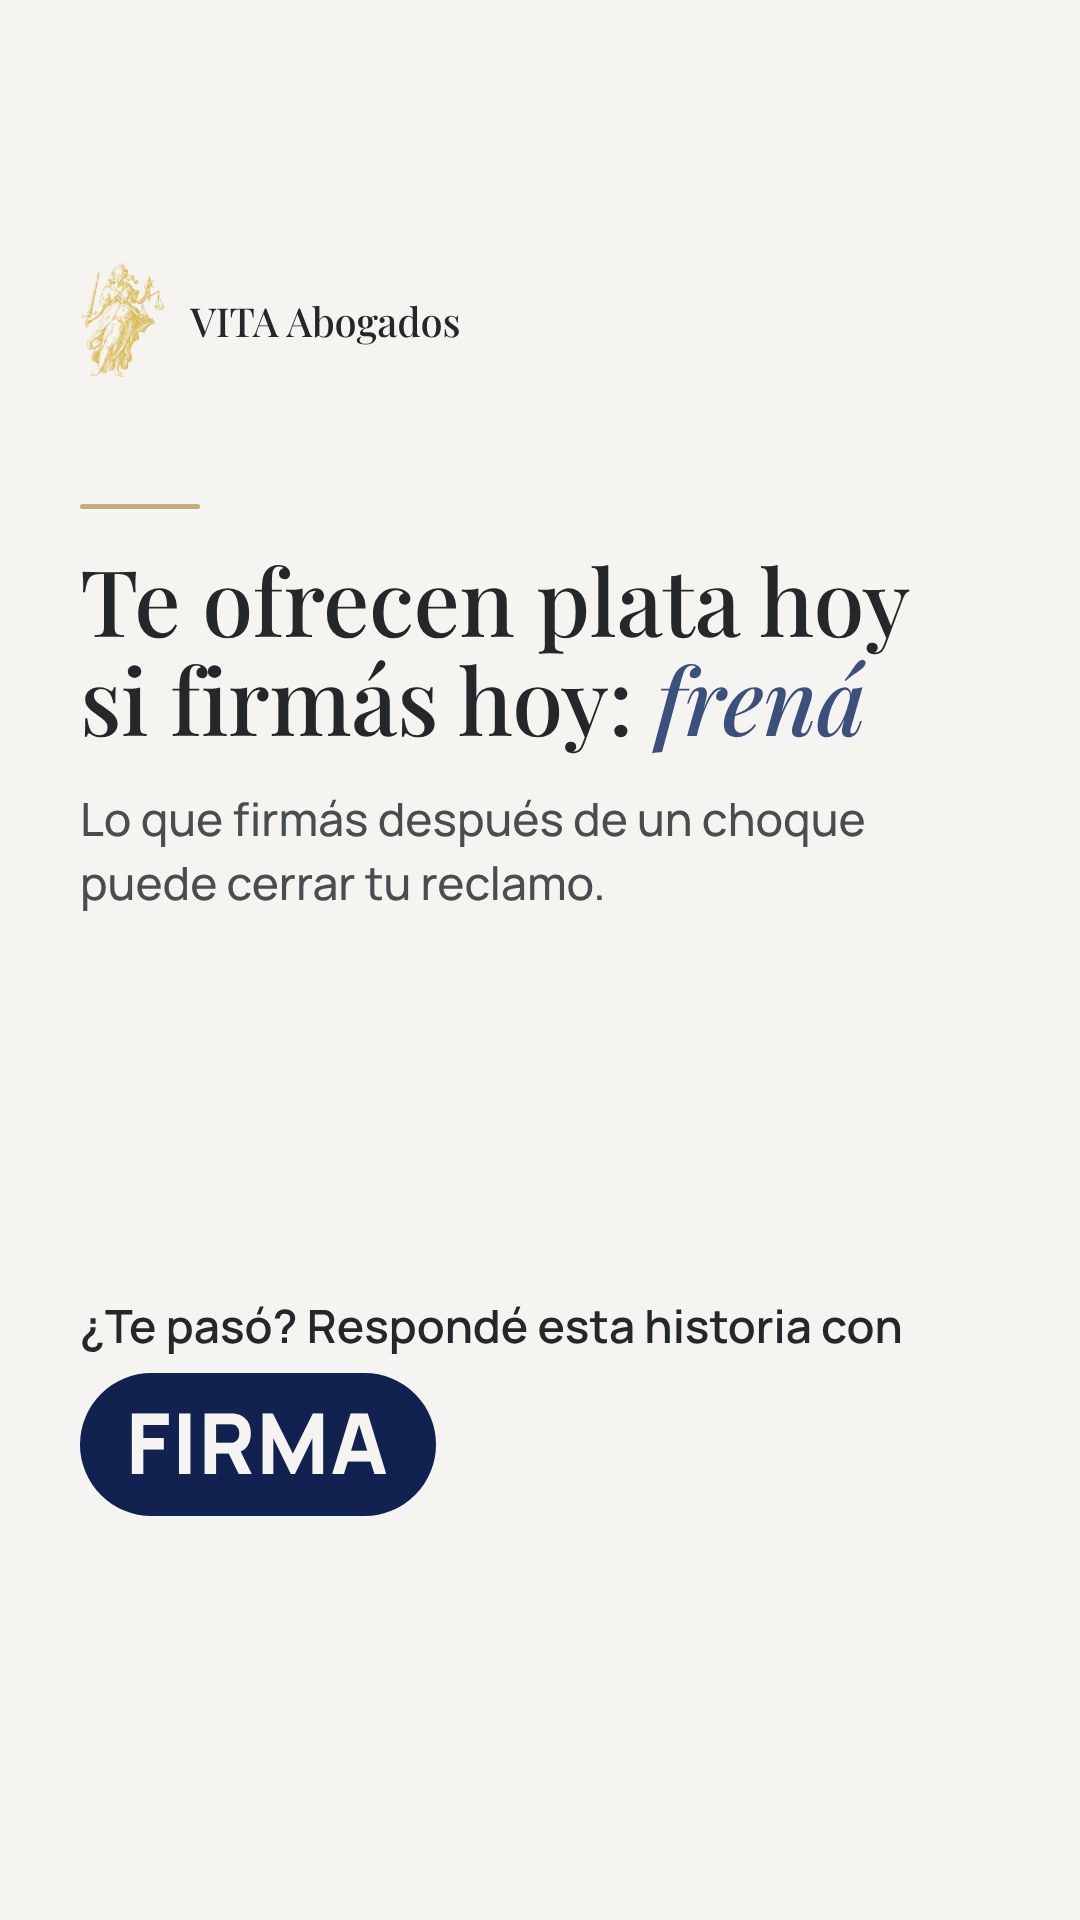 VITA Abogados
Te ofrecen plata hoy
si firmás hoy: frená
Lo que firmás después de un choque
puede cerrar tu reclamo.
¿Te pasó? Respondé esta historia con
FIRMA